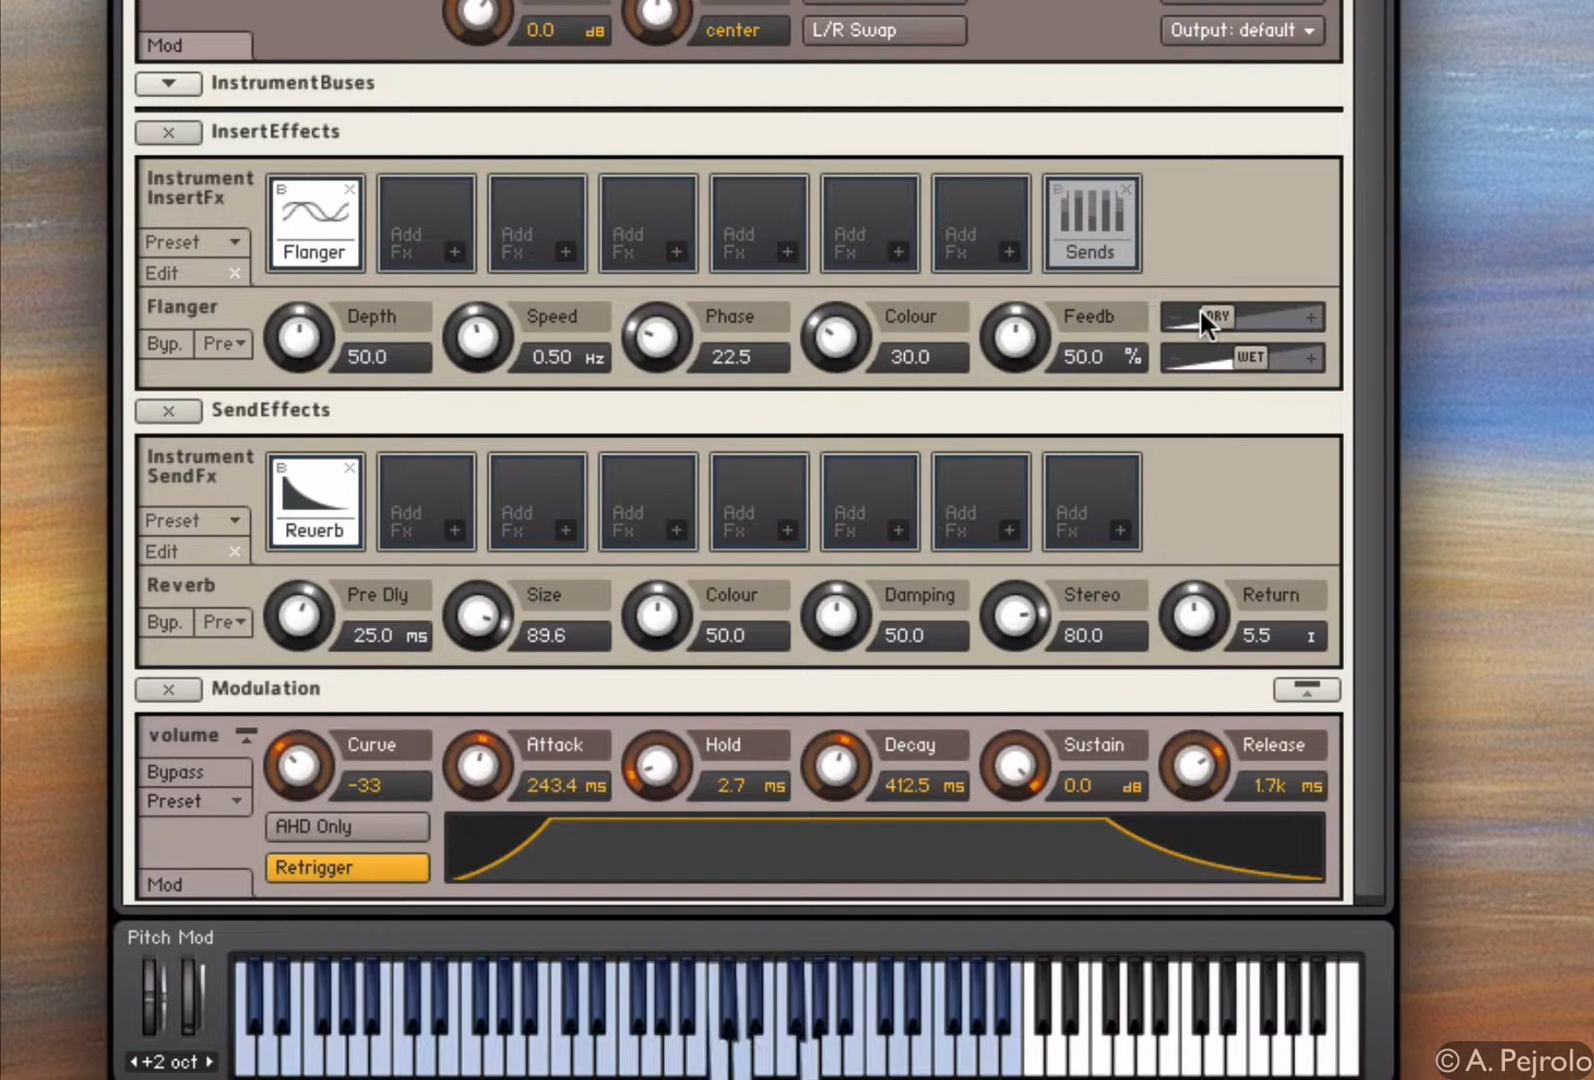 0.0 dB center L/R Swap Output: default
Mod
InstrumentBuses
InsertEffects
Instrument
InsertFx
Preset
Edit
B X
Flanger
Add Fx +
Add Fx +
Add Fx +
Add Fx +
Add Fx +
Add Fx +
B X
Sends
Flanger
Byp. Pre
Depth 50.0
Speed 0.50 Hz
Phase 22.5
Colour 30.0
Feedb 50.0 %
DRY +
- WET +
SendEffects
Instrument
SendFx
Preset
Edit
B X
Reverb
Add Fx +
Add Fx +
Add Fx +
Add Fx +
Add Fx +
Add Fx +
Add Fx +
Reverb
Byp. Pre
Pre Dly 25.0 ms
Size 89.6
Colour 50.0
Damping 50.0
Stereo 80.0
Return 5.5 I
Modulation
volume
Bypass
Preset
Mod
Curve -33
Attack 243.4 ms
Hold 2.7 ms
Decay 412.5 ms
Sustain 0.0 dB
Release 1.7k ms
AHD Only
Retrigger
Pitch Mod
+2 oct
© A. Pejrolo